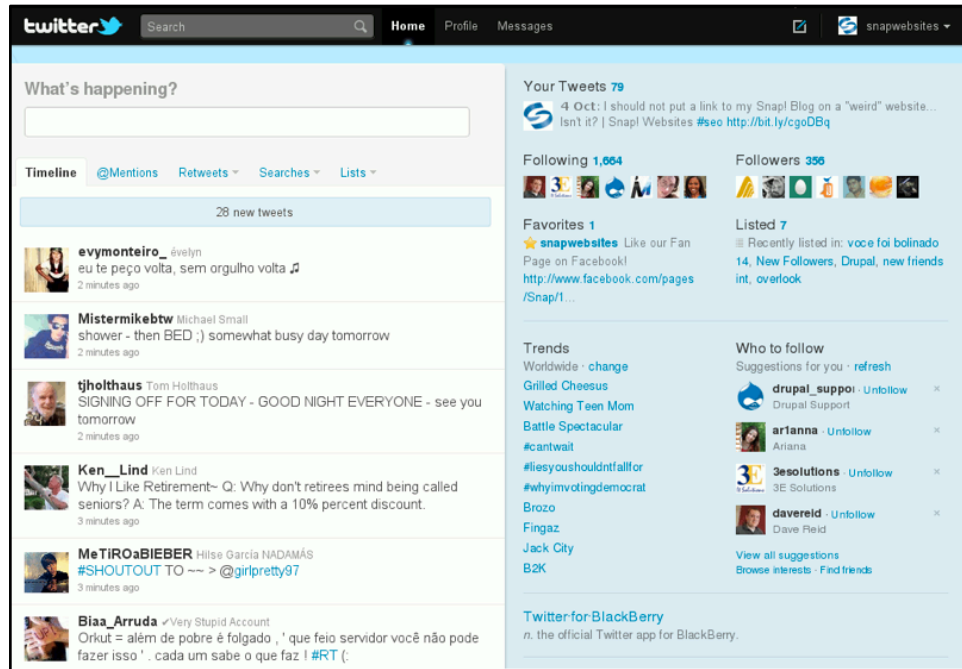 twitter
Search
Home Profile Messages
snapwebsites
What's happening?
Timeline @Mentions Retweets Searches Lists
28 new tweets
evymonteiro_ évelyn
eu te peço volta, sem orgulho volta ♫
2 minutes ago
Mistermikebtw Michael Small
shower - then BED ;) somewhat busy day tomorrow
2 minutes ago
tjholthaus Tom Holthaus
SIGNING OFF FOR TODAY - GOOD NIGHT EVERYONE - see you
tomorrow
2 minutes ago
Ken__Lind Ken Lind
Why I Like Retirement~ Q: Why don't retirees mind being called
seniors? A: The term comes with a 10% percent discount.
3 minutes ago
MeTiROaBIEBER Hilse García NADAMÁS
#SHOUTOUT TO ~~ > @girlpretty97
3 minutes ago
Biaa_Arruda ✔Very Stupid Account
Orkut = além de pobre é folgado , ' que feio servidor você não pode
fazer isso ' . cada um sabe o que faz ! #RT (:
Your Tweets 79
4 Oct: I should not put a link to my Snap! Blog on a "weird" website...
Isn't it? | Snap! Websites #seo http://bit.ly/cgoDBq
Following 1,664
Followers 356
Favorites 1
snapwebsites Like our Fan
Page on Facebook!
http://www.facebook.com/pages
/Snap/1...
Listed 7
Recently listed in: voce foi bolinado
14, New Followers, Drupal, new friends
int, overlook
Trends
Worldwide · change
Grilled Cheesus
Watching Teen Mom
Battle Spectacular
#cantwait
#liesyoushouldntfallfor
#whyimvotingdemocrat
Brozo
Fingaz
Jack City
B2K
Who to follow
Suggestions for you · refresh
drupal_suppor · Unfollow ×
Drupal Support
ar1anna · Unfollow ×
Ariana
3esolutions · Unfollow ×
3E Solutions
davereid · Unfollow ×
Dave Reid
View all suggestions
Browse interests · Find friends
Twitter for BlackBerry
n. the official Twitter app for BlackBerry.